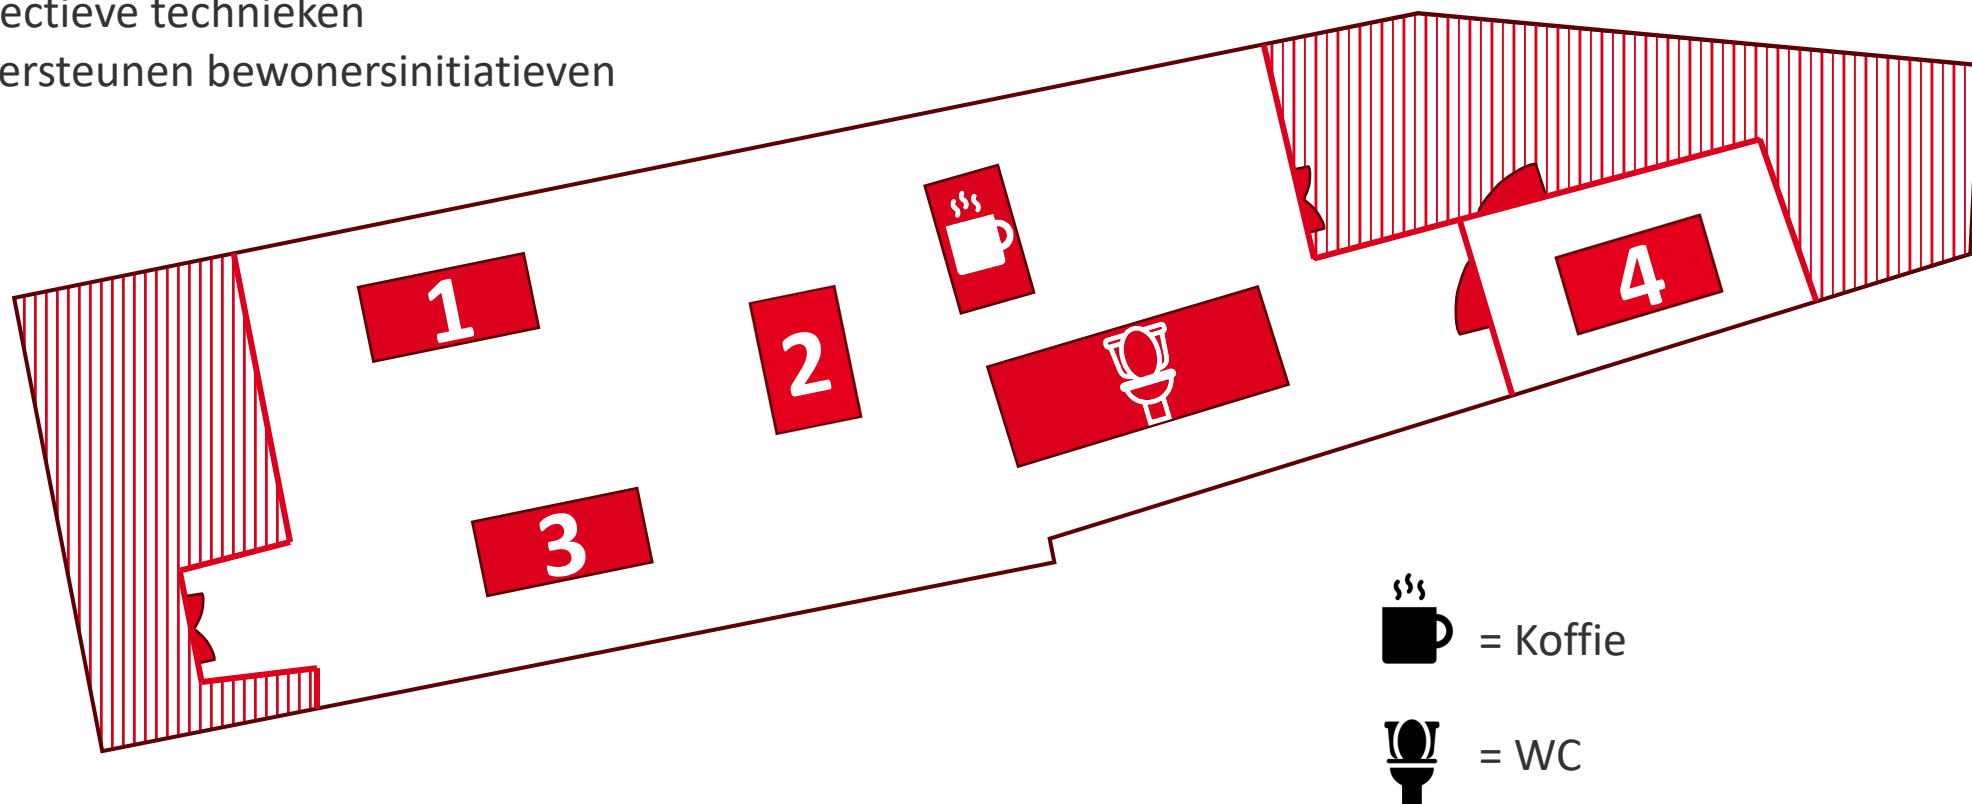 ectieve technieken
ersteunen bewonersinitiatieven
1
2
3
4
= Koffie
= WC